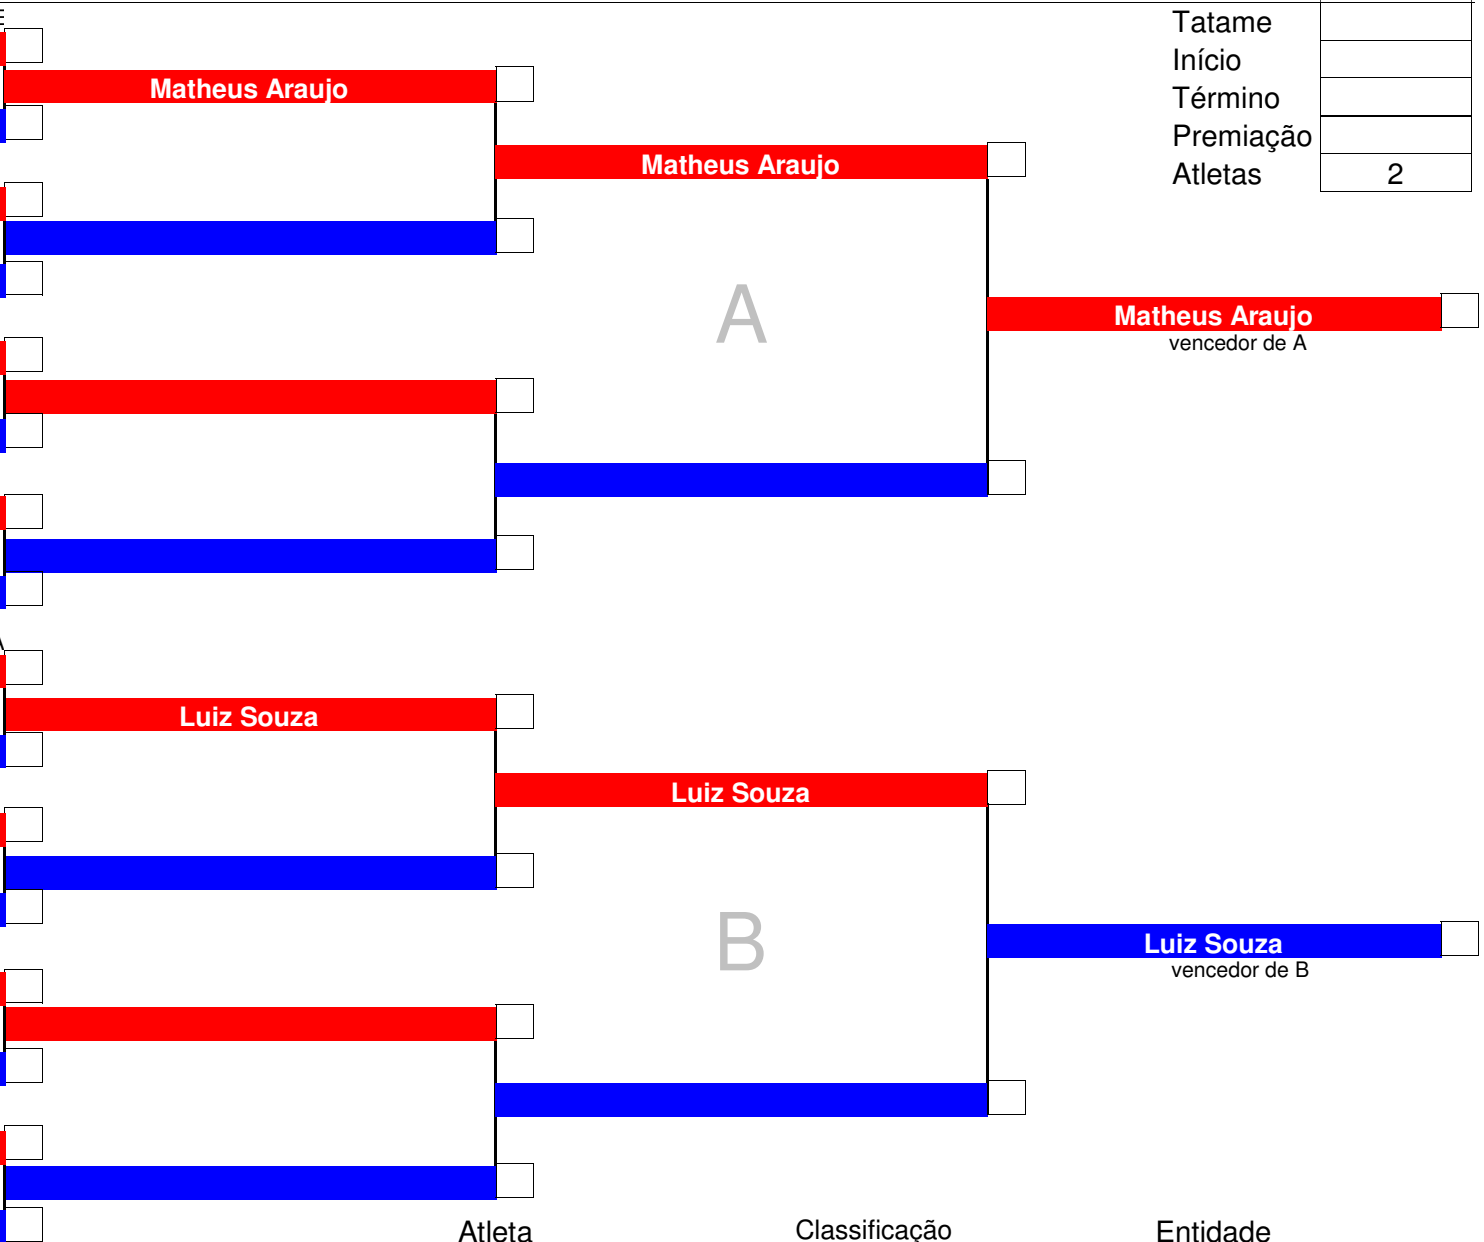 Tatame
Início
Término
Premiação
Atletas 2
Matheus Araujo
Matheus Araujo
A
Matheus Araujo
vencedor de A
Luiz Souza
Luiz Souza
B
Luiz Souza
vencedor de B
Atleta Classificação Entidade